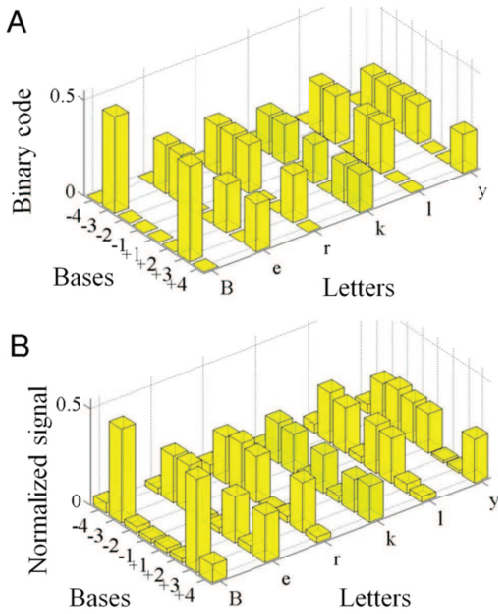 A
0.5
0
Binary code
-4
-3
-2
-1
+1
+2
+3
+4
Bases
B
e
r
k
l
y
Letters
B
0.5
0
Normalized signal
-4
-3
-2
-1
+1
+2
+3
+4
Bases
B
e
r
k
l
y
Letters